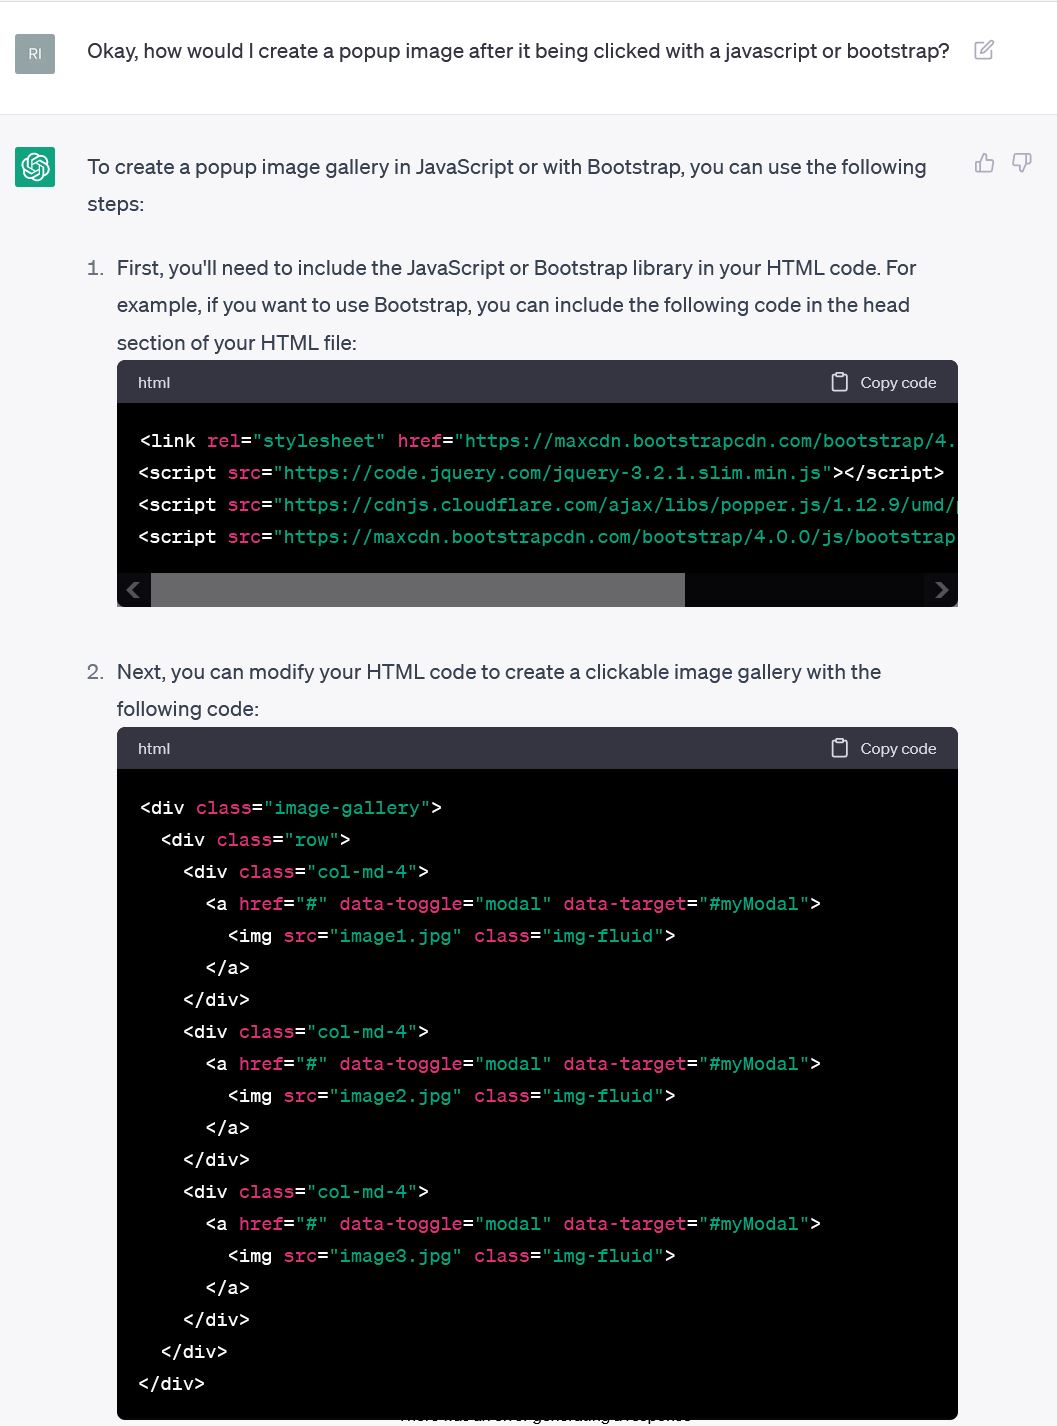 RI
Okay, how would I create a popup image after it being clicked with a javascript or bootstrap?
To create a popup image gallery in JavaScript or with Bootstrap, you can use the following
steps:
1. First, you'll need to include the JavaScript or Bootstrap library in your HTML code. For
example, if you want to use Bootstrap, you can include the following code in the head
section of your HTML file:
html Copy code
<link rel="stylesheet" href="https://maxcdn.bootstrapcdn.com/bootstrap/4.
<script src="https://code.jquery.com/jquery-3.2.1.slim.min.js"></script>
<script src="https://cdnjs.cloudflare.com/ajax/libs/popper.js/1.12.9/umd/
<script src="https://maxcdn.bootstrapcdn.com/bootstrap/4.0.0/js/bootstrap
2. Next, you can modify your HTML code to create a clickable image gallery with the
following code:
html Copy code
<div class="image-gallery">
  <div class="row">
    <div class="col-md-4">
      <a href="#" data-toggle="modal" data-target="#myModal">
        <img src="image1.jpg" class="img-fluid">
      </a>
    </div>
    <div class="col-md-4">
      <a href="#" data-toggle="modal" data-target="#myModal">
        <img src="image2.jpg" class="img-fluid">
      </a>
    </div>
    <div class="col-md-4">
      <a href="#" data-toggle="modal" data-target="#myModal">
        <img src="image3.jpg" class="img-fluid">
      </a>
    </div>
  </div>
</div>
There was an error generating a response